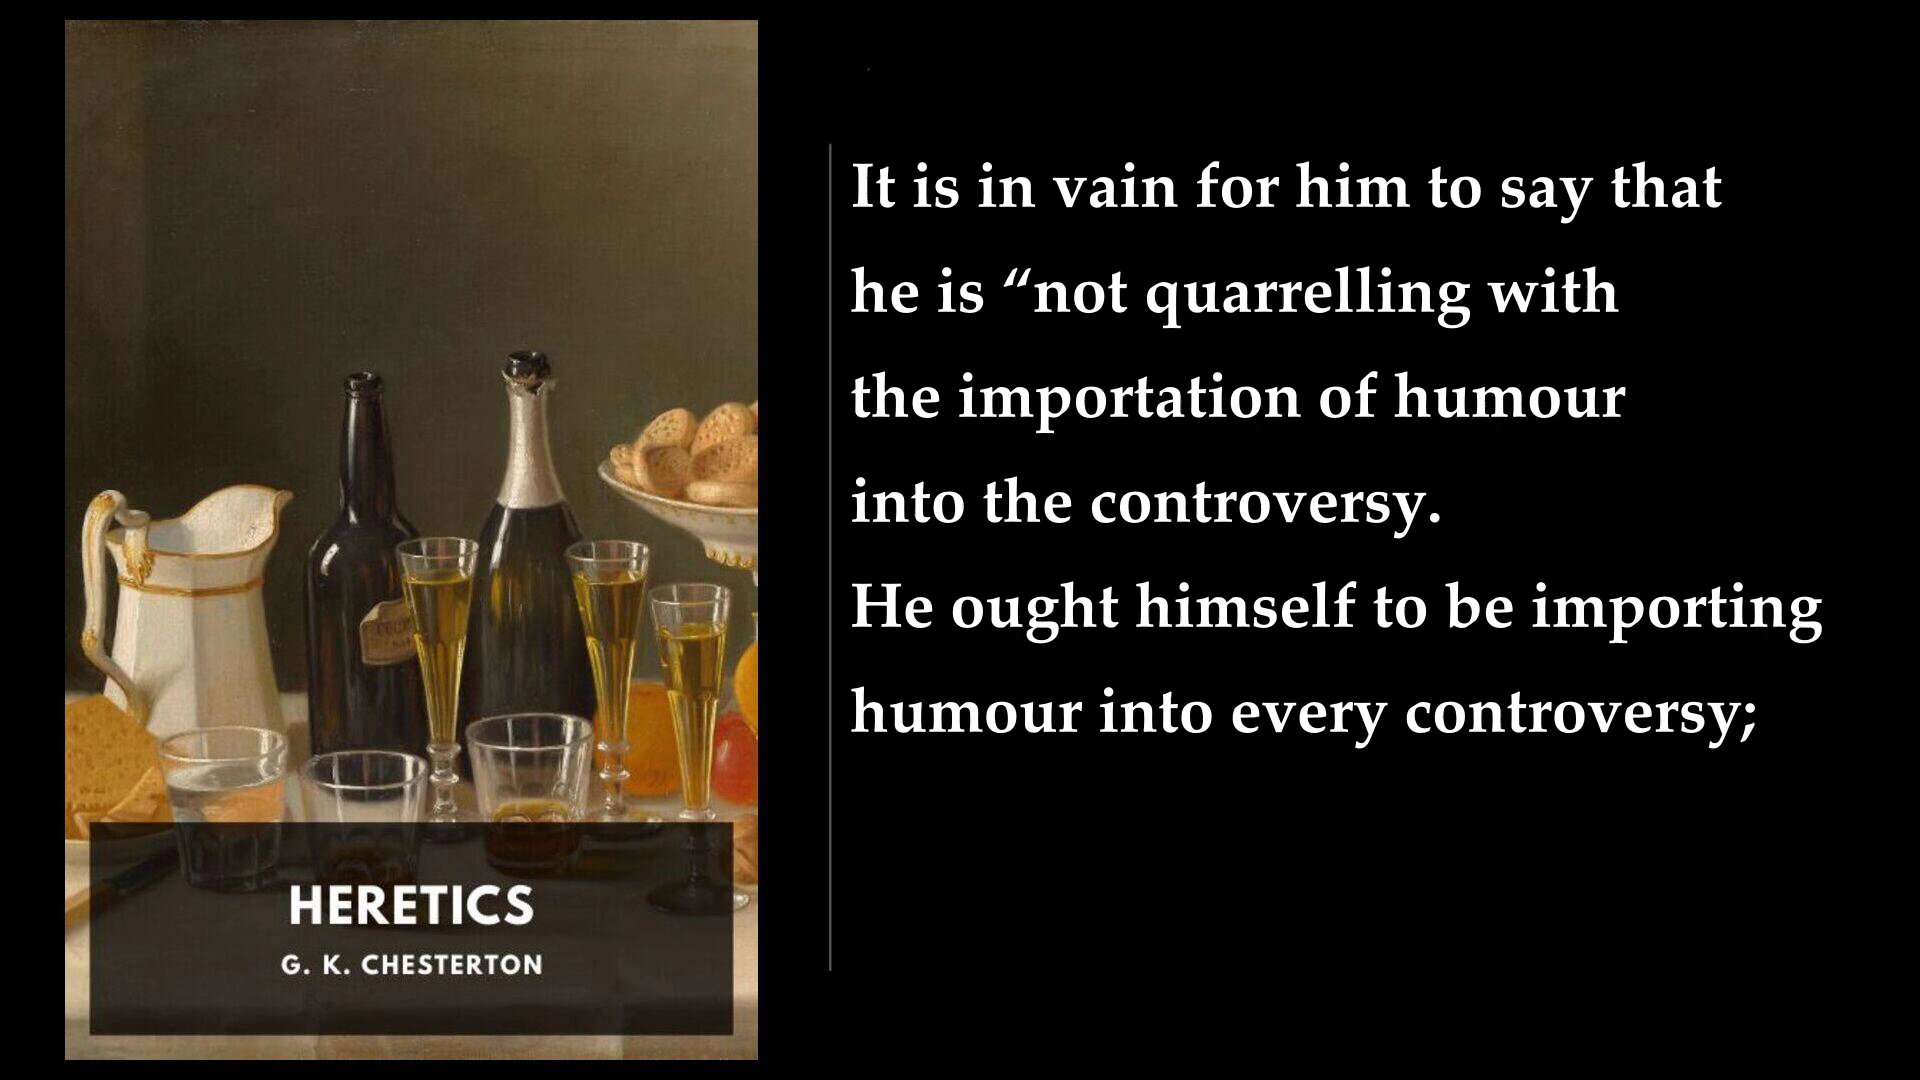 It is in vain for him to say that
he is “not quarrelling with
the importation of humour
into the controversy.
He ought himself to be importing
humour into every controversy;
HERETICS
G. K. CHESTERTON